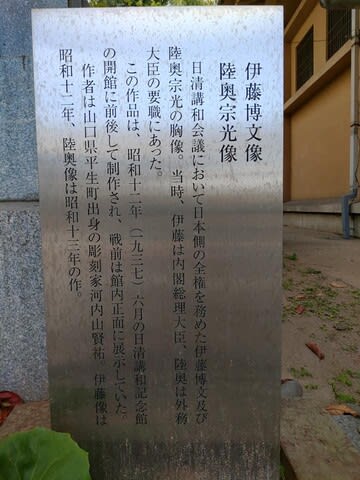 伊藤博文像
陸奥宗光像
日清講和会議において日本側の全権を務めた伊藤博文及び
陸奥宗光の胸像。当時、伊藤は内閣総理大臣、陸奥は外務
大臣の要職にあった。
この作品は、昭和十二年（一九三七）六月の日清講和記念館
の開館に前後して制作され、戦前は館内正面に展示していた。
作者は山口県平生町出身の彫刻家河内山賢祐。伊藤像は
昭和十二年、陸奥像は昭和十三年の作。